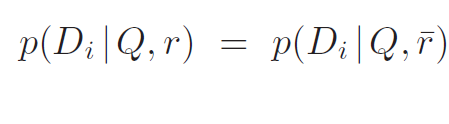 p(D_i | Q, r) = p(D_i | Q, r̄)